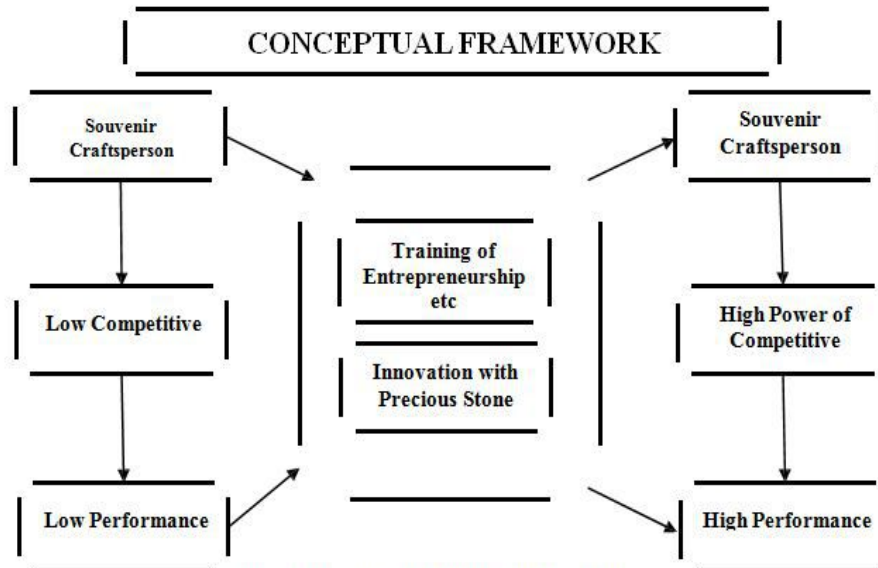 CONCEPTUAL FRAMEWORK
Souvenir
Craftsperson
Low Competitive
Low Performance
Training of
Entrepreneurship
etc
Innovation with
Precious Stone
Souvenir
Craftsperson
High Power of
Competitive
High Performance